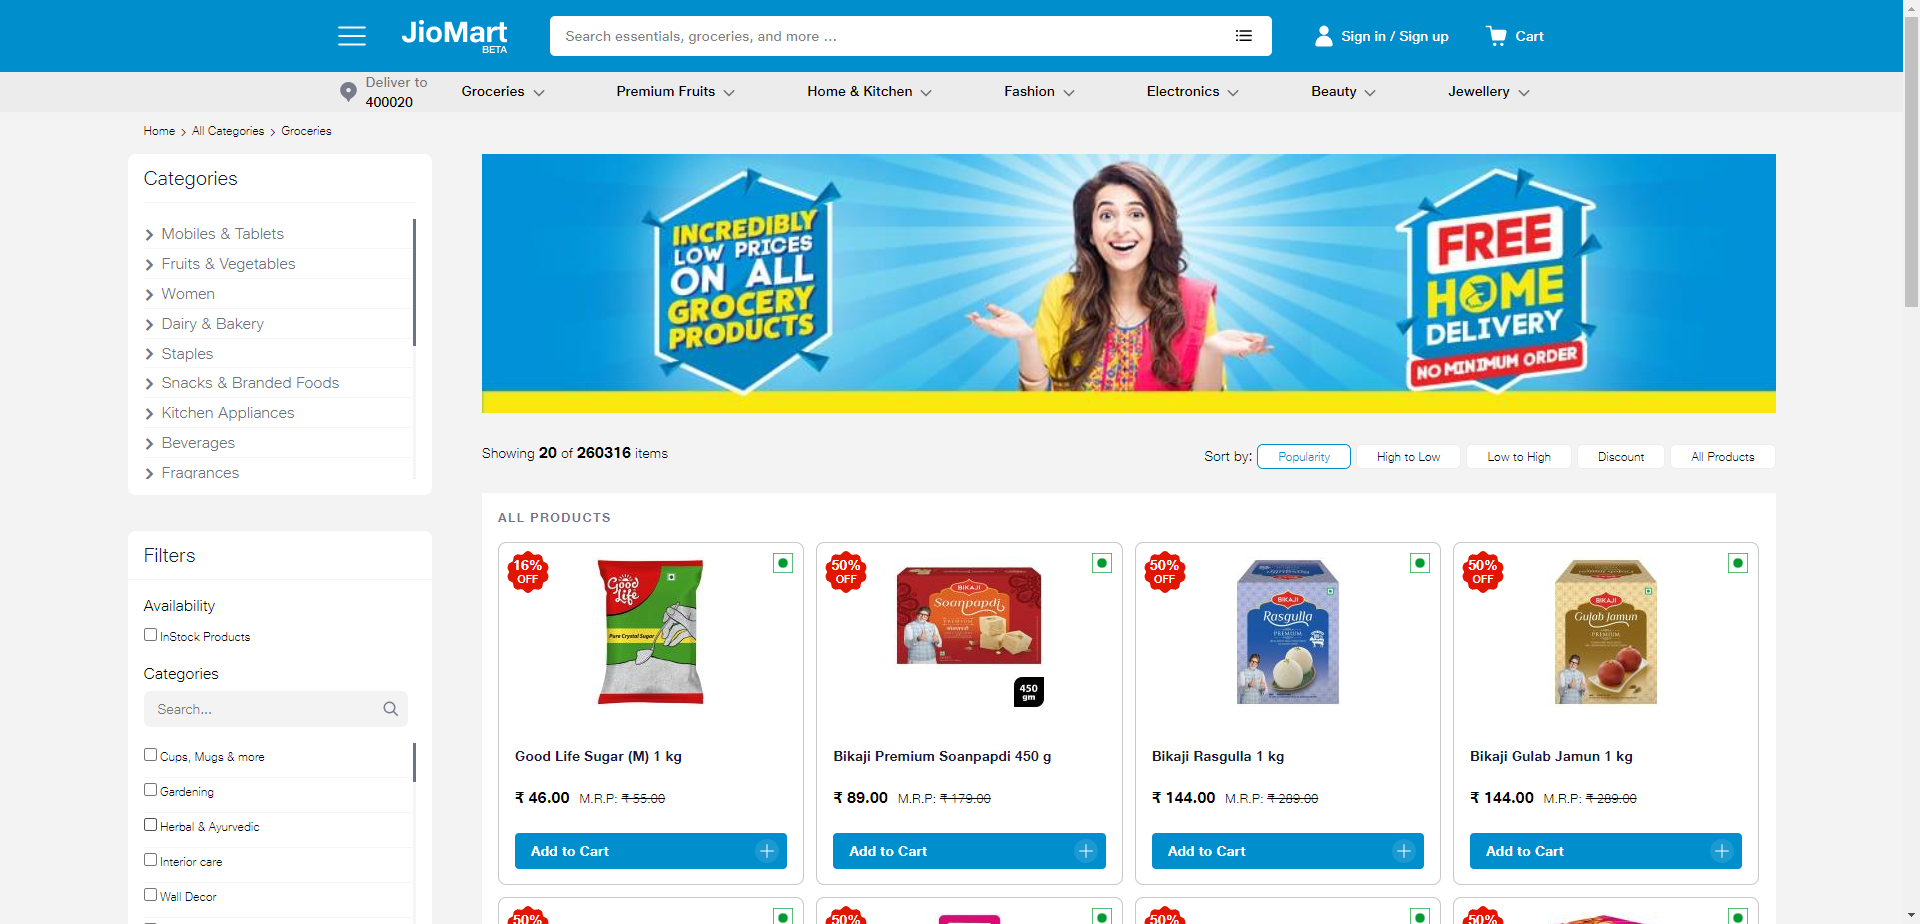 JioMart
BETA
Search essentials, groceries, and more ...
Sign in / Sign up
Cart
Deliver to
400020
Groceries
Premium Fruits
Home & Kitchen
Fashion
Electronics
Beauty
Jewellery
Home
All Categories
Groceries
Categories
Mobiles & Tablets
Fruits & Vegetables
Women
Dairy & Bakery
Staples
Snacks & Branded Foods
Kitchen Appliances
Beverages
Fragrances
INCREDIBLY
LOW PRICES
ON ALL
GROCERY
PRODUCTS
FREE
HOME
DELIVERY
NO MINIMUM ORDER
Showing 20 of 260316 items
Sort by:
Popularity
High to Low
Low to High
Discount
All Products
Filters
Availability
InStock Products
Categories
Search...
Cups, Mugs & more
Gardening
Herbal & Ayurvedic
Interior care
Wall Decor
ALL PRODUCTS
16%
OFF
Good
Life
Pure Crystal Sugar
Good Life Sugar (M) 1 kg
₹ 46.00 M.R.P: ₹ 55.00
Add to Cart
50%
OFF
BIKAJI
Soanpapdi
PREMIUM
450
gm
Bikaji Premium Soanpapdi 450 g
₹ 89.00 M.R.P: ₹ 179.00
Add to Cart
50%
OFF
BIKAJI
Rasgulla
PREMIUM
Bikaji Rasgulla 1 kg
₹ 144.00 M.R.P: ₹ 289.00
Add to Cart
50%
OFF
BIKAJI
Gulab Jamun
PREMIUM
Bikaji Gulab Jamun 1 kg
₹ 144.00 M.R.P: ₹ 289.00
Add to Cart
50%
50%
50%
50%